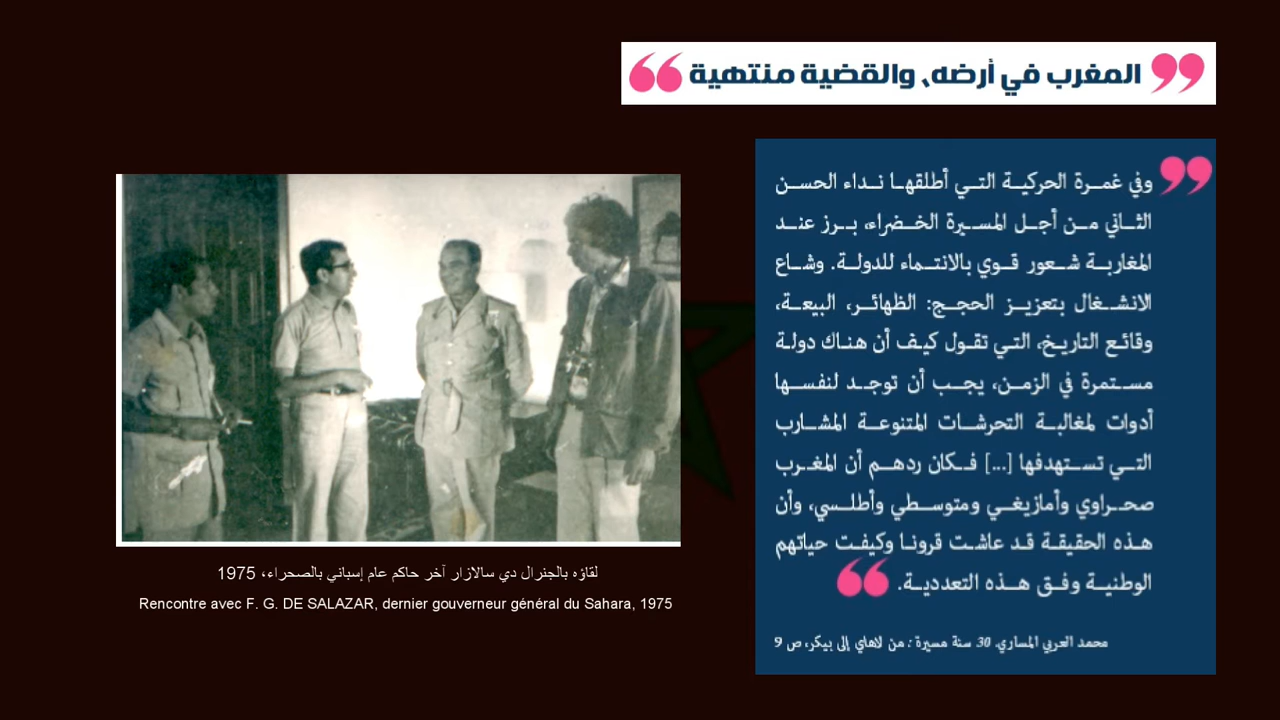 المغرب في أرضه، والقضية منتهية
وفي غمرة الحركية التي أطلقها نداء الحسن
الثاني من أجل المسيرة الخضراء، برز عند
المغاربة شعور قوي بالانتماء للدولة. وشاع
الانشغال بتعزيز الحجج: الظهائر، البيعة،
وقائع التاريخ، التي تقول كيف أن هناك دولة
مستمرة في الزمن، يجب أن توجد لنفسها
أدوات لمغالبة التحرشات المتنوعة المشارب
التي تستهدفها [...] فكان ردهم أن المغرب
صحراوي وأمازيغي ومتوسطي وأطلسي، وأن
هذه الحقيقة قد عاشت قرونا وكيفت حياتهم
الوطنية وفق هذه التعددية.
محمد العربي المساري، 30 سنة مسيرة : من لاهاي إلى بيكر، ص 9
لقاؤه بالجنرال دي سالازار آخر حاكم عام إسباني بالصحراء، 1975
Rencontre avec F. G. DE SALAZAR, dernier gouverneur général du Sahara, 1975